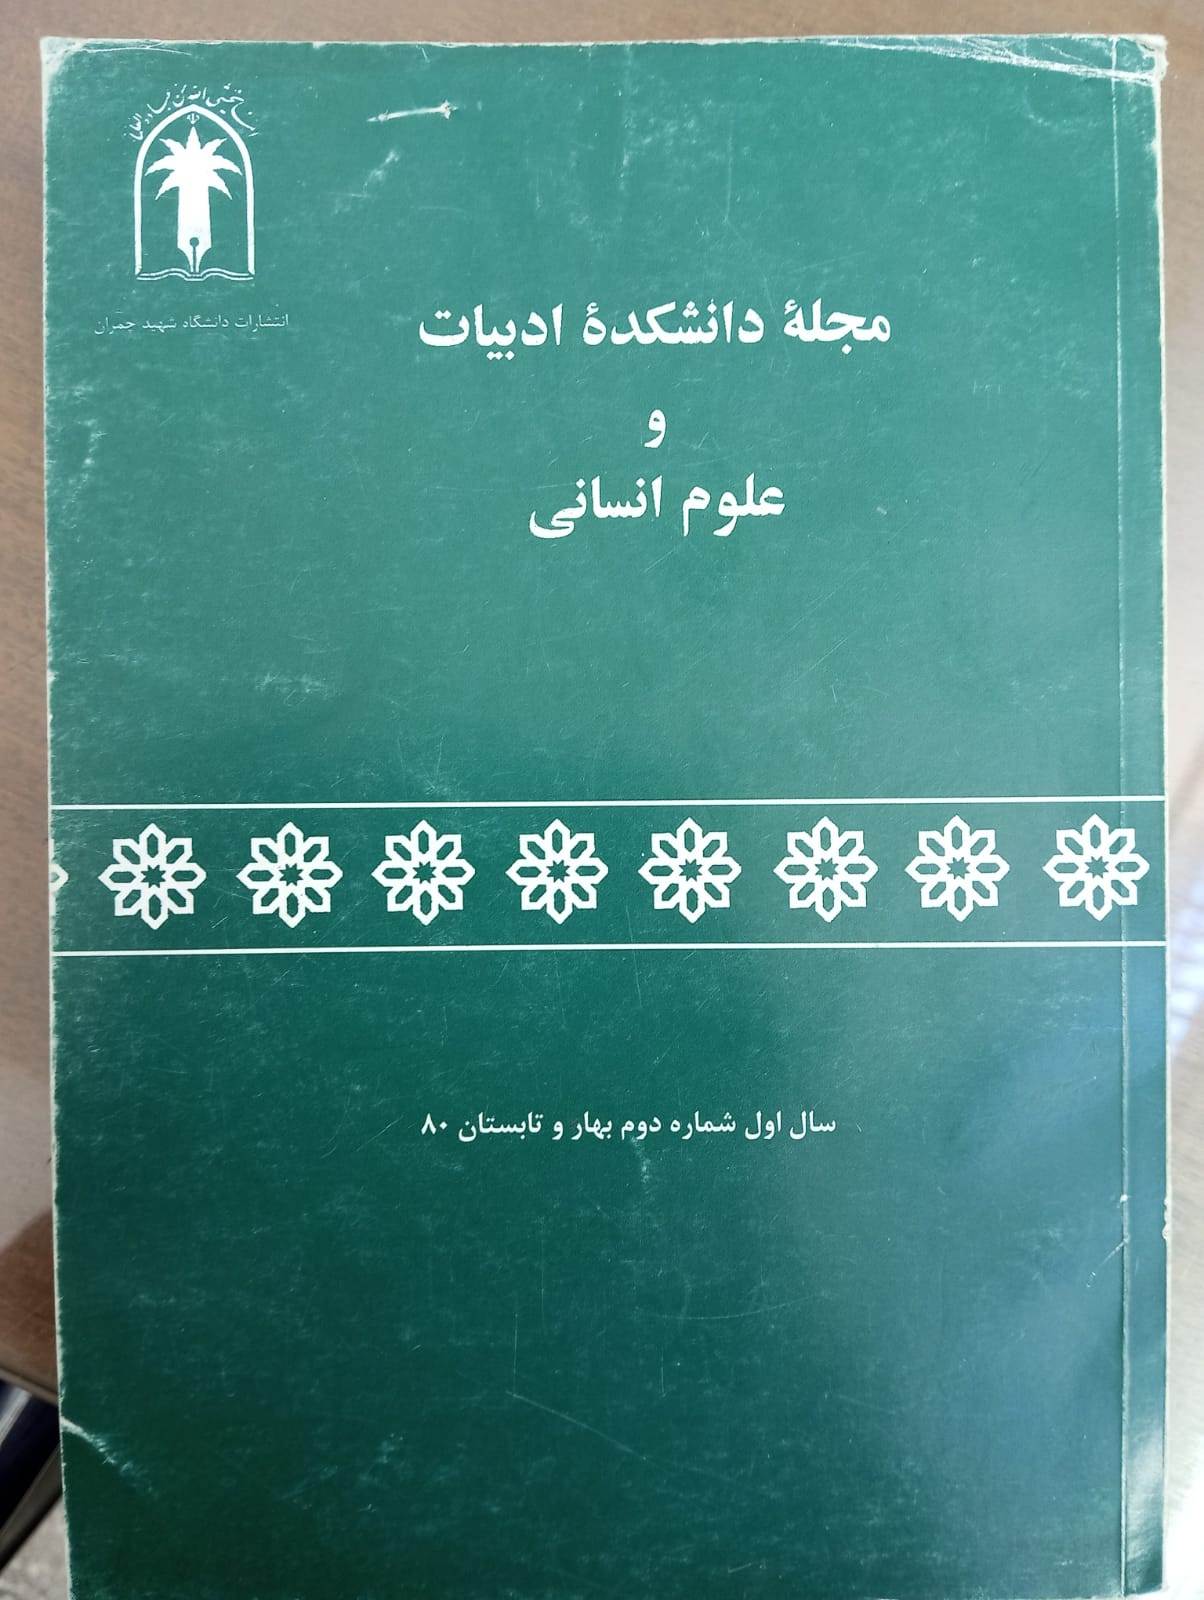 انتشارات دانشگاه شهید چمران
مجلهٔ دانشکدهٔ ادبیات
و
علوم انسانی
سال اول شماره دوم بهار و تابستان ۸۰